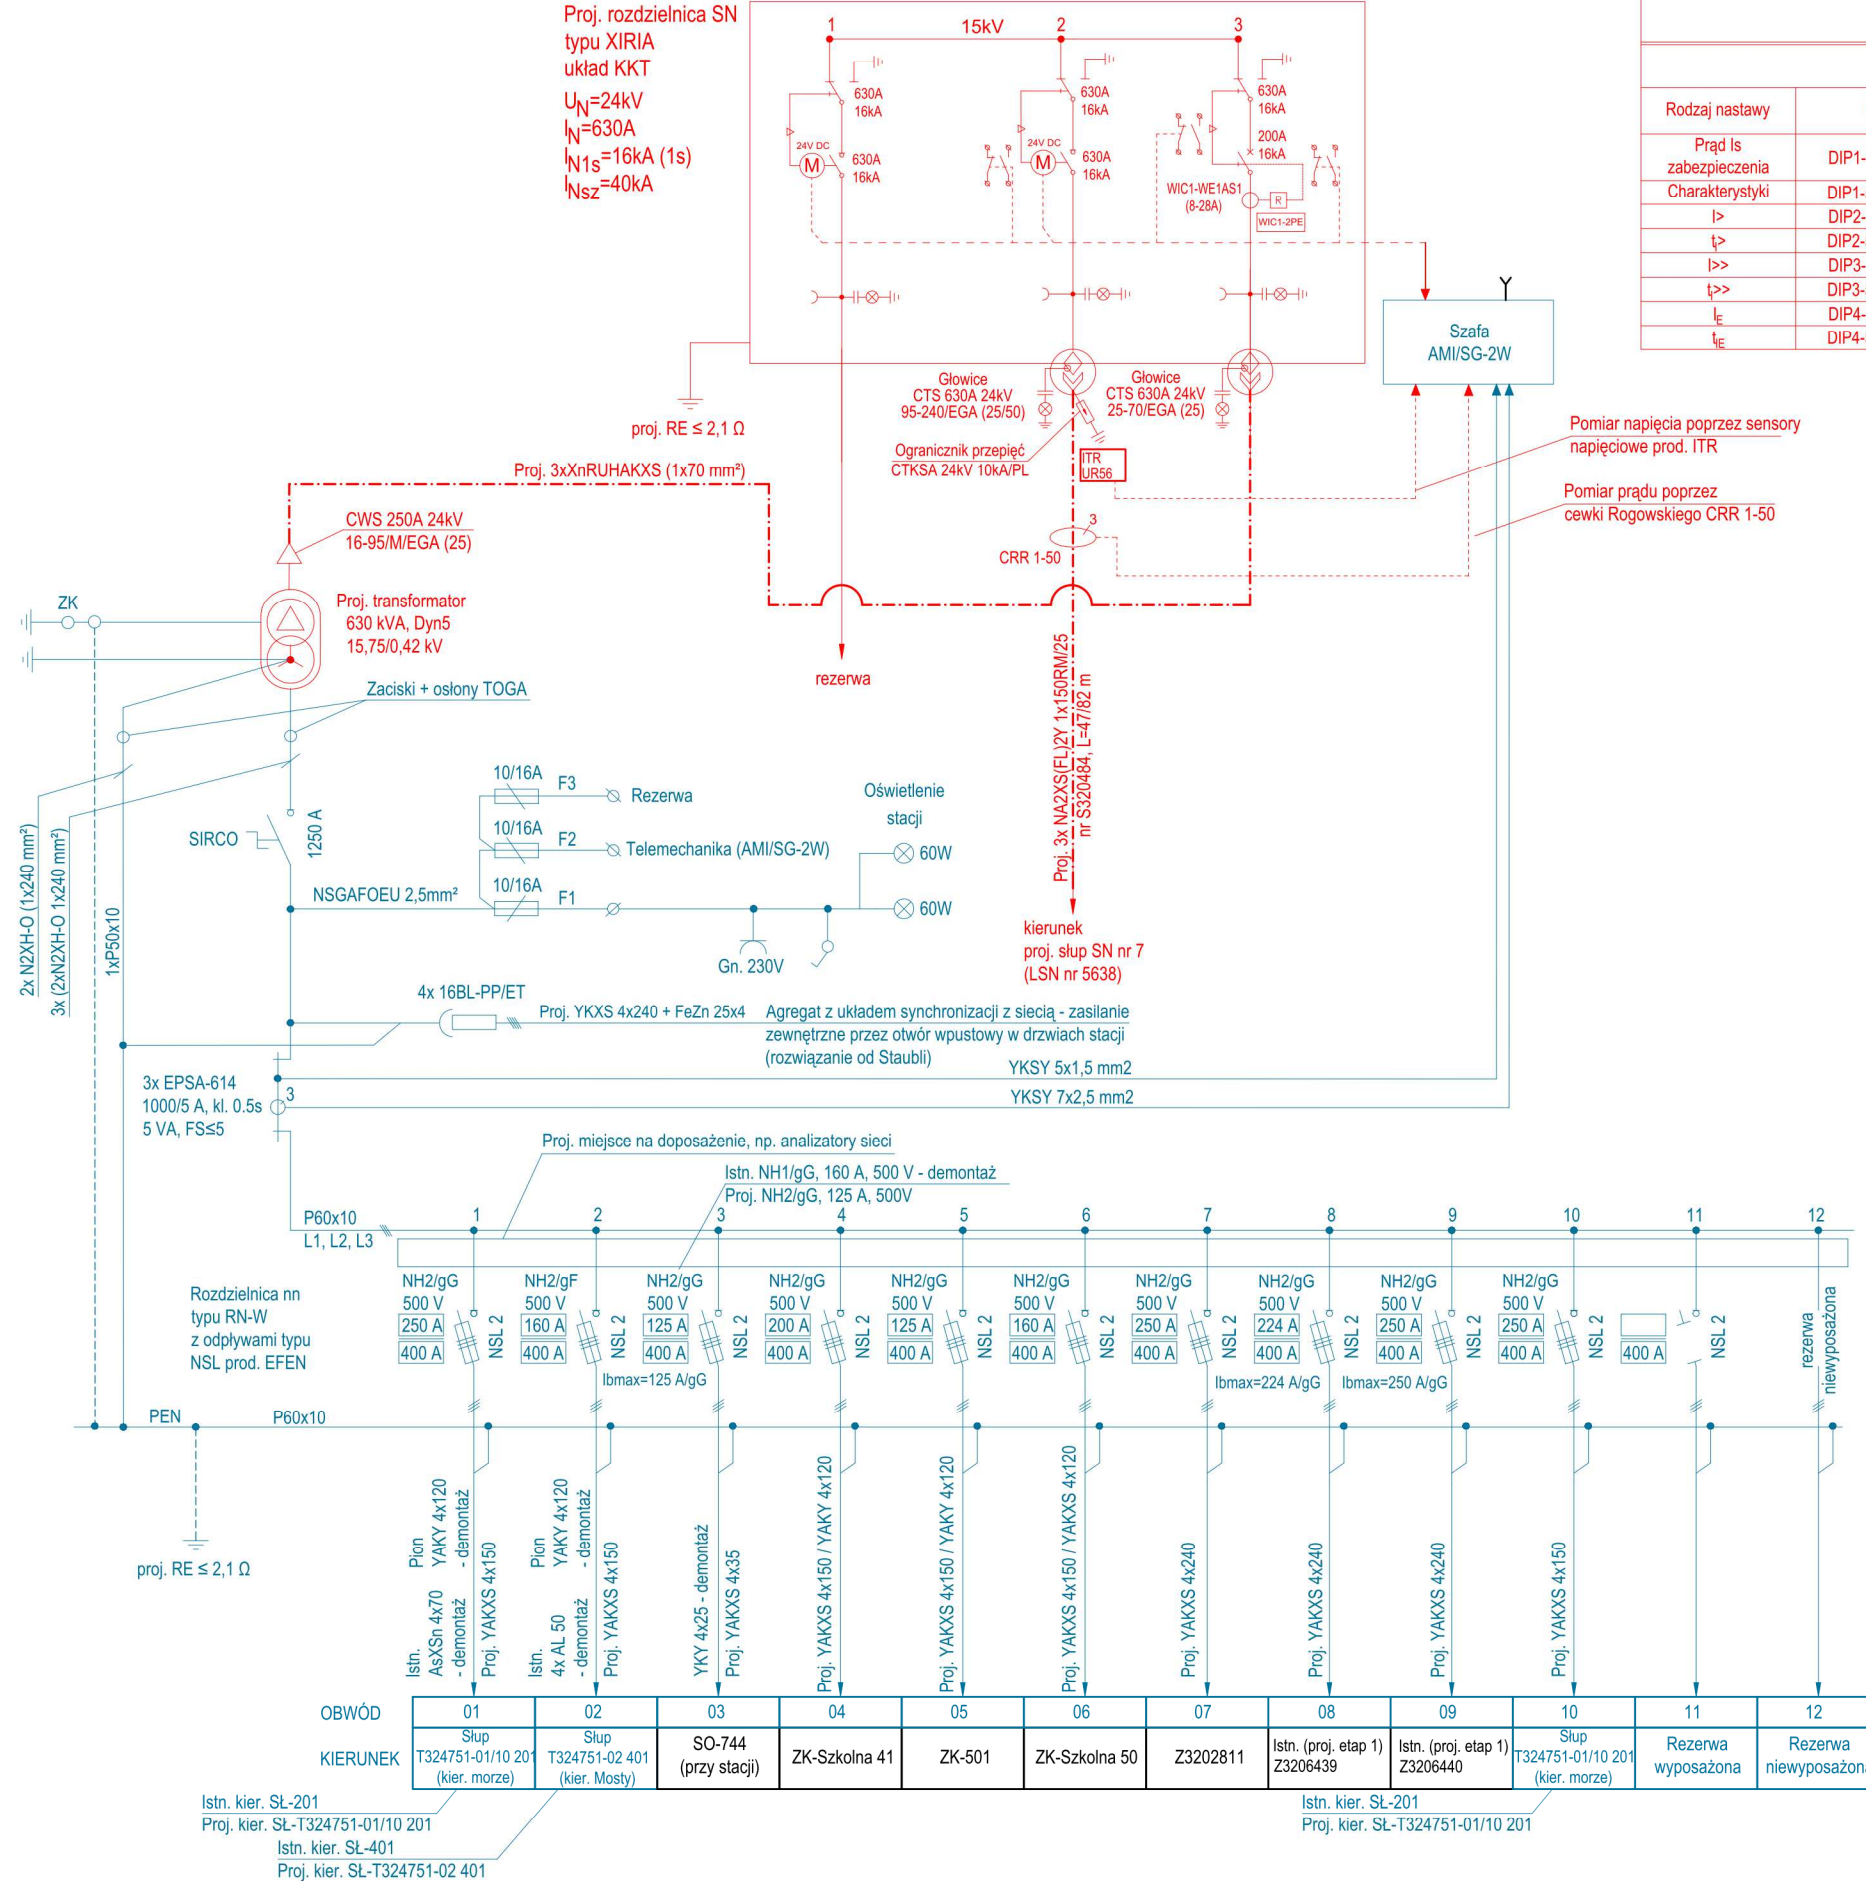 Proj. rozdzielnica SN
typu XIRIA
układ KKT
UN=24kV
IN=630A
IN1s=16kA (1s)
INsz=40kA
1
15kV
2
3
630A
16kA
24V DC
M
630A
16kA
630A
16kA
24V DC
M
630A
16kA
630A
16kA
200A
16kA
WIC1-WE1AS1
(8-28A)
R
WIC1-2PE
Rodzaj nastawy
Prąd Is
zabezpieczenia
DIP1-
Charakterystyki
DIP1-
I>
DIP2-
tI>
DIP2-
I>>
DIP3-
tI>>
DIP3-
IE
DIP4-
tIE
DIP4-
Szafa
AMI/SG-2W
proj. RE ≤ 2,1 Ω
Głowice
CTS 630A 24kV
95-240/EGA (25/50)
Głowice
CTS 630A 24kV
25-70/EGA (25)
Ogranicznik przepięć
CTKSA 24kV 10kA/PL
ITR
UR56
Pomiar napięcia poprzez sensory
napięciowe prod. ITR
Pomiar prądu poprzez
cewki Rogowskiego CRR 1-50
3
CRR 1-50
Proj. 3xXnRUHAKXS (1x70 mm²)
CWS 250A 24kV
16-95/M/EGA (25)
ZK
Proj. transformator
630 kVA, Dyn5
15,75/0,42 kV
rezerwa
Proj. 3x NA2XS(FL)2Y 1x150RM/25
nr S320484, L=47/82 m
kierunek
proj. słup SN nr 7
(LSN nr 5638)
Zaciski + osłony TOGA
2x N2XH-O (1x240 mm²)
3x (2xN2XH-O 1x240 mm²)
1xP50x10
SIRCO
1250 A
10/16A
F3
Rezerwa
10/16A
F2
Telemechanika (AMI/SG-2W)
10/16A
F1
NSGAFOEU 2,5mm²
Oświetlenie
stacji
60W
60W
Gn. 230V
4x 16BL-PP/ET
Proj. YKXS 4x240 + FeZn 25x4
Agregat z układem synchronizacji z siecią - zasilanie
zewnętrzne przez otwór wpustowy w drzwiach stacji
(rozwiązanie od Staubli)
YKSY 5x1,5 mm2
YKSY 7x2,5 mm2
3x EPSA-614
1000/5 A, kl. 0.5s
5 VA, FS≤5
3
Proj. miejsce na doposażenie, np. analizatory sieci
Istn. NH1/gG, 160 A, 500 V - demontaż
Proj. NH2/gG, 125 A, 500V
P60x10
L1, L2, L3
1
2
3
4
5
6
7
8
9
10
11
12
Rozdzielnica nn
typu RN-W
z odpływami typu
NSL prod. EFEN
NH2/gG
500 V
250 A
400 A
NSL 2
NH2/gF
500 V
160 A
400 A
NSL 2
NH2/gG
500 V
125 A
400 A
NSL 2
NH2/gG
500 V
200 A
400 A
NSL 2
NH2/gG
500 V
125 A
400 A
NSL 2
NH2/gG
500 V
160 A
400 A
NSL 2
NH2/gG
500 V
250 A
400 A
NSL 2
NH2/gG
500 V
224 A
400 A
NSL 2
NH2/gG
500 V
250 A
400 A
NSL 2
NH2/gG
500 V
250 A
400 A
NSL 2
400 A
NSL 2
rezerwa
niewyposażona
Ibmax=125 A/gG
Ibmax=224 A/gG
Ibmax=250 A/gG
PEN
P60x10
proj. RE ≤ 2,1 Ω
Pion
YAKY 4x120
- demontaż
Istn.
AsXSn 4x70
- demontaż
Proj. YAKXS 4x150
Pion
YAKY 4x120
- demontaż
Istn.
4x AL 50
- demontaż
Proj. YAKXS 4x150
YKY 4x25 - demontaż
Proj. YAKXS 4x35
Proj. YAKXS 4x150 / YAKY 4x120
Proj. YAKXS 4x150 / YAKY 4x120
Proj. YAKXS 4x150 / YAKXS 4x120
Proj. YAKXS 4x240
Proj. YAKXS 4x240
Proj. YAKXS 4x240
Proj. YAKXS 4x150
OBWÓD
01
02
03
04
05
06
07
08
09
10
11
12
KIERUNEK
Słup
T324751-01/10 201
(kier. morze)
Słup
T324751-02 401
(kier. Mosty)
SO-744
(przy stacji)
ZK-Szkolna 41
ZK-501
ZK-Szkolna 50
Z3202811
Istn. (proj. etap 1)
Z3206439
Istn. (proj. etap 1)
Z3206440
Słup
T324751-01/10 201
(kier. morze)
Rezerwa
wyposażona
Rezerwa
niewyposażona
Istn. kier. SŁ-201
Proj. kier. SŁ-T324751-01/10 201
Istn. kier. SŁ-401
Proj. kier. SŁ-T324751-02 401
Istn. kier. SŁ-201
Proj. kier. SŁ-T324751-01/10 201